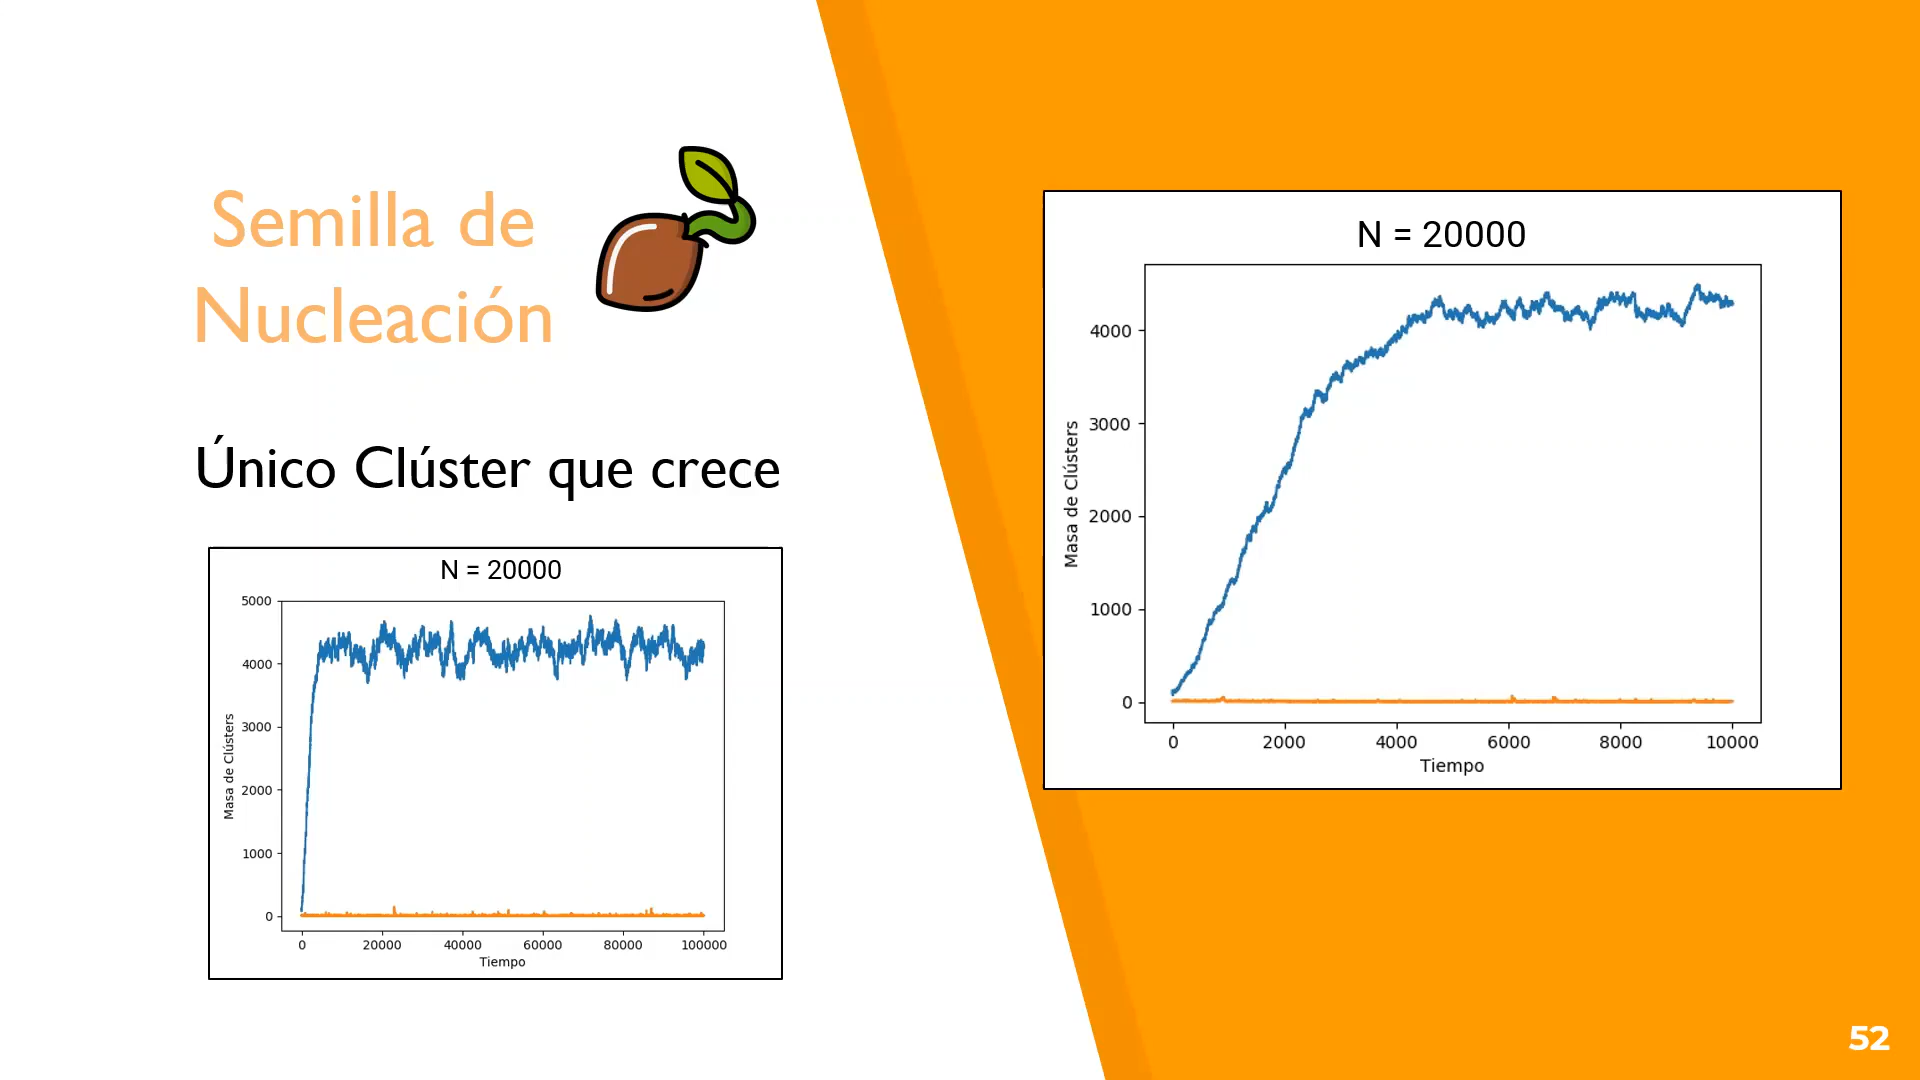 Semilla de
Nucleación
Único Clúster que crece
N = 20000
5000
4000
3000
2000
1000
0
Masa de Clústers
0 20000 40000 60000 80000 100000
Tiempo
N = 20000
4000
3000
2000
1000
0
Masa de Clústers
0 2000 4000 6000 8000 10000
Tiempo
52